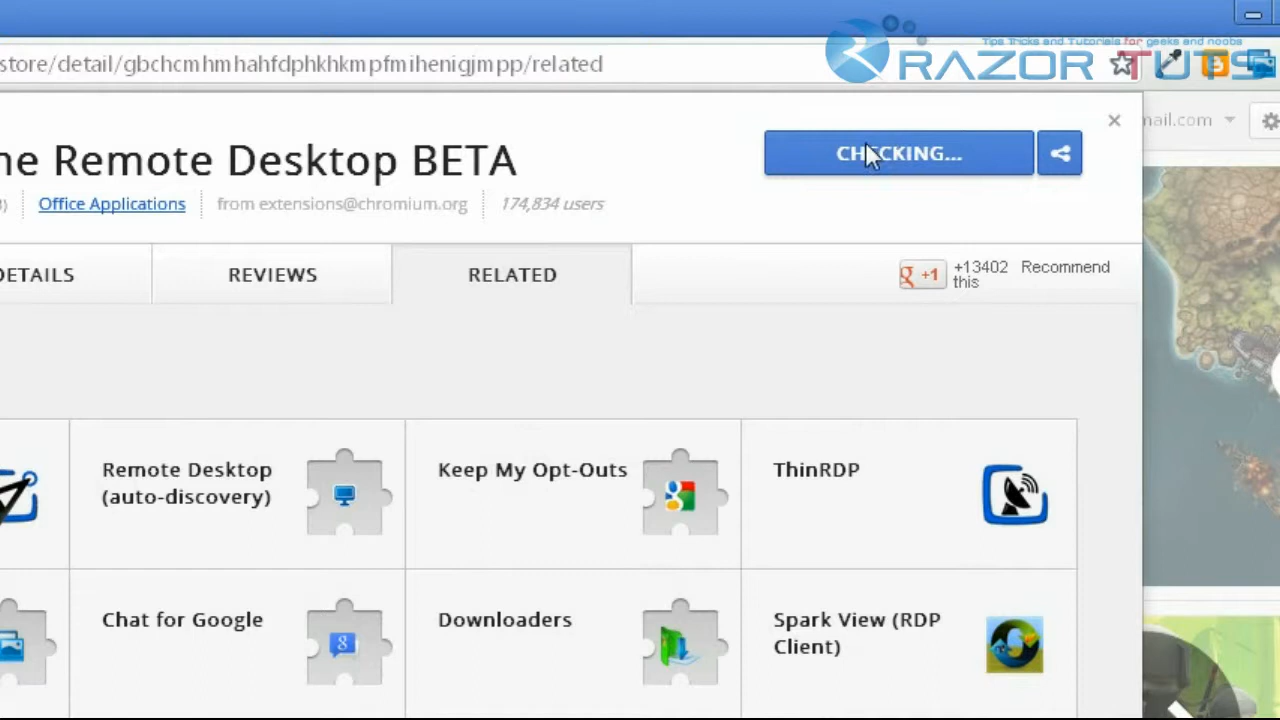 Tips Tricks and Tutorials for geeks and noobs
RAZOR TUTS
store/detail/gbchcmhmhahfdphkhkmpfmihenigjmpp/related
mail.com
ne Remote Desktop BETA
CHECKING...
Office Applications
from extensions@chromium.org
174,834 users
DETAILS
REVIEWS
RELATED
+1
+13402 Recommend
this
Remote Desktop
(auto-discovery)
Keep My Opt-Outs
ThinRDP
Chat for Google
Downloaders
Spark View (RDP
Client)